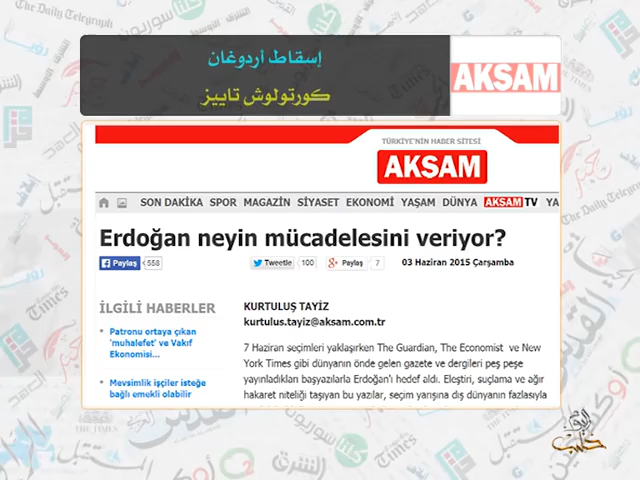 إسقاط أردوغان
كورتولوش تاييز
AKSAM
TÜRKİYE'NİN HABER SİTESİ
AKSAM
SON DAKİKA SPOR MAGAZİN SİYASET EKONOMİ YAŞAM DÜNYA AKSAM TV YA
Erdoğan neyin mücadelesini veriyor?
Paylaş 558 Tweetle 100 Paylaş 7 03 Haziran 2015 Çarşamba
İLGİLİ HABERLER
Patronu ortaya çıkan
'muhalefet' ve Vakıf
Ekonomisi...
Mevsimlik işçiler isteğe
bağlı emekli olabilir
KURTULUŞ TAYİZ
kurtulus.tayiz@aksam.com.tr
7 Haziran seçimleri yaklaşırken The Guardian, The Economist ve New
York Times gibi dünyanın önde gelen gazete ve dergileri peş peşe
yayınladıkları başyazılarla Erdoğan'ı hedef aldı. Eleştiri, suçlama ve ağır
hakaret niteliği taşıyan bu yazılar, seçim yarışına dış dünyanın fazlasıyla